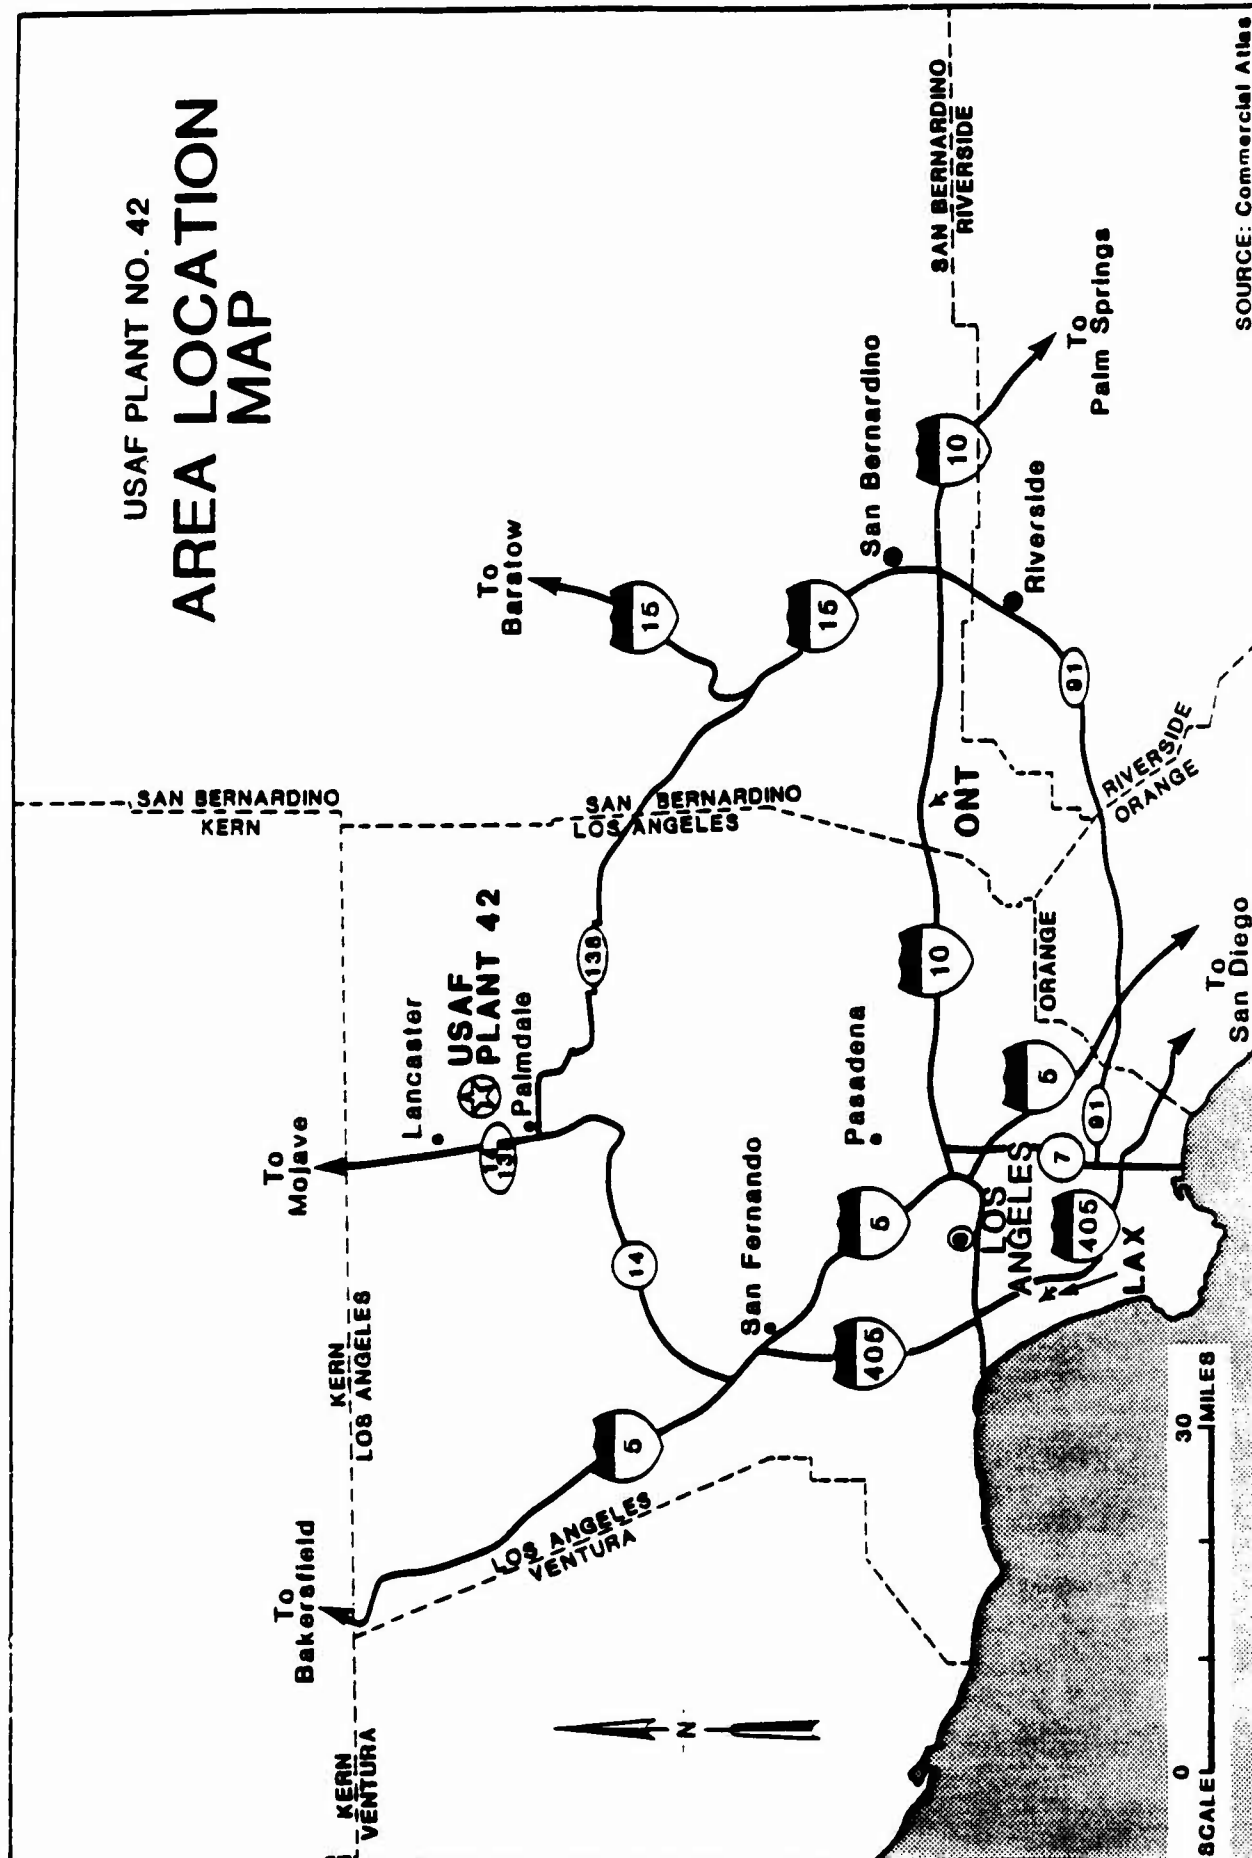 USAF PLANT NO. 42
AREA LOCATION
MAP
To
Bakersfield
To
Mojave
To
Barstow
KERN
VENTURA
KERN
LOS ANGELES
SAN BERNARDINO
KERN
Lancaster
USAF
PLANT 42
Palmdale
14
138
138
15
15
SAN BERNARDINO
LOS ANGELES
LOS ANGELES
VENTURA
5
14
San Fernando
405
5
Pasadena
10
ONT
San Bernardino
10
SAN BERNARDINO
RIVERSIDE
To
Palm Springs
Riverside
91
RIVERSIDE
ORANGE
ORANGE
LOS
ANGELES
5
7
91
405
LAX
To
San Diego
N
SCALE
0
30
MILES
SOURCE: Commercial Atlas